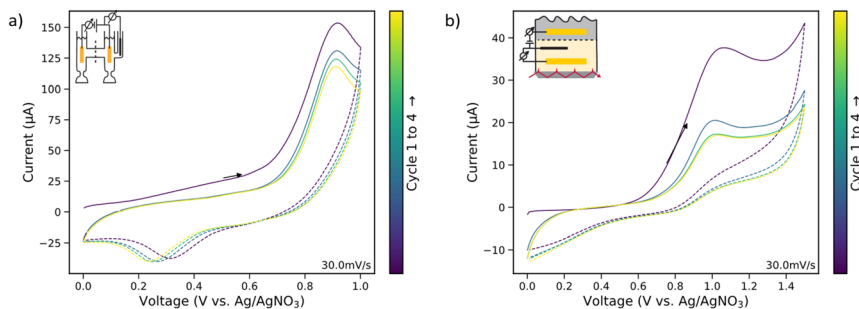 a)
150
125
100
75
50
25
0
−25
Current (µA)
0.0 0.2 0.4 0.6 0.8 1.0
Voltage (V vs. Ag/AgNO₃)
30.0mV/s
Cycle 1 to 4 →
b)
40
30
20
10
0
−10
Current (µA)
0.0 0.2 0.4 0.6 0.8 1.0 1.2 1.4
Voltage (V vs. Ag/AgNO₃)
30.0mV/s
Cycle 1 to 4 →